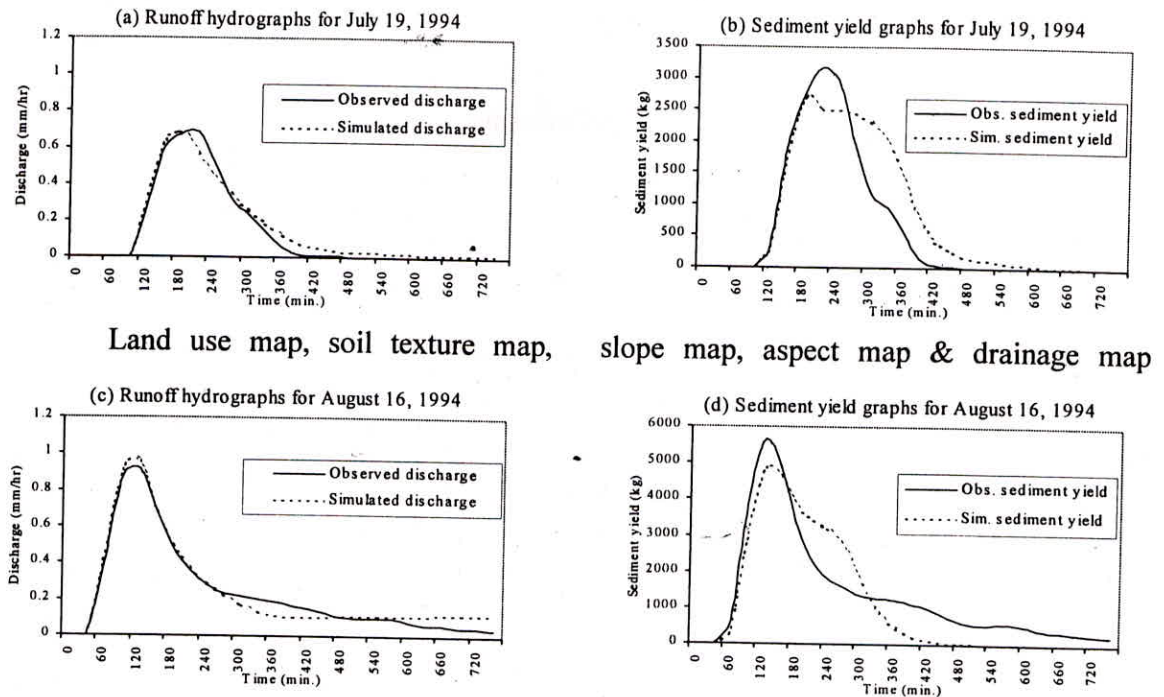 (a) Runoff hydrographs for July 19, 1994
1.2
1
0.8
0.6
0.4
0.2
0
Discharge (mm/hr)
Observed discharge
Simulated discharge
0 60 120 180 240 300 360 420 480 540 600 660 720
Time (min.)
(b) Sediment yield graphs for July 19, 1994
3500
3000
2500
2000
1500
1000
500
0
Sediment yield (kg)
Obs. sediment yield
Sim. sediment yield
0 60 120 180 240 300 360 420 480 540 600 660 720
Time (min.)
Land use map, soil texture map, slope map, aspect map & drainage map
(c) Runoff hydrographs for August 16, 1994
1.2
1
0.8
0.6
0.4
0.2
0
Discharge (mm/hr)
Observed discharge
Simulated discharge
0 60 120 180 240 300 360 420 480 540 600 660 720
Time (min.)
(d) Sediment yield graphs for August 16, 1994
6000
5000
4000
3000
2000
1000
0
Sediment yield (kg)
Obs. sediment yield
Sim. sediment yield
0 60 120 180 240 300 360 420 480 540 600 660 720
Time (min.)